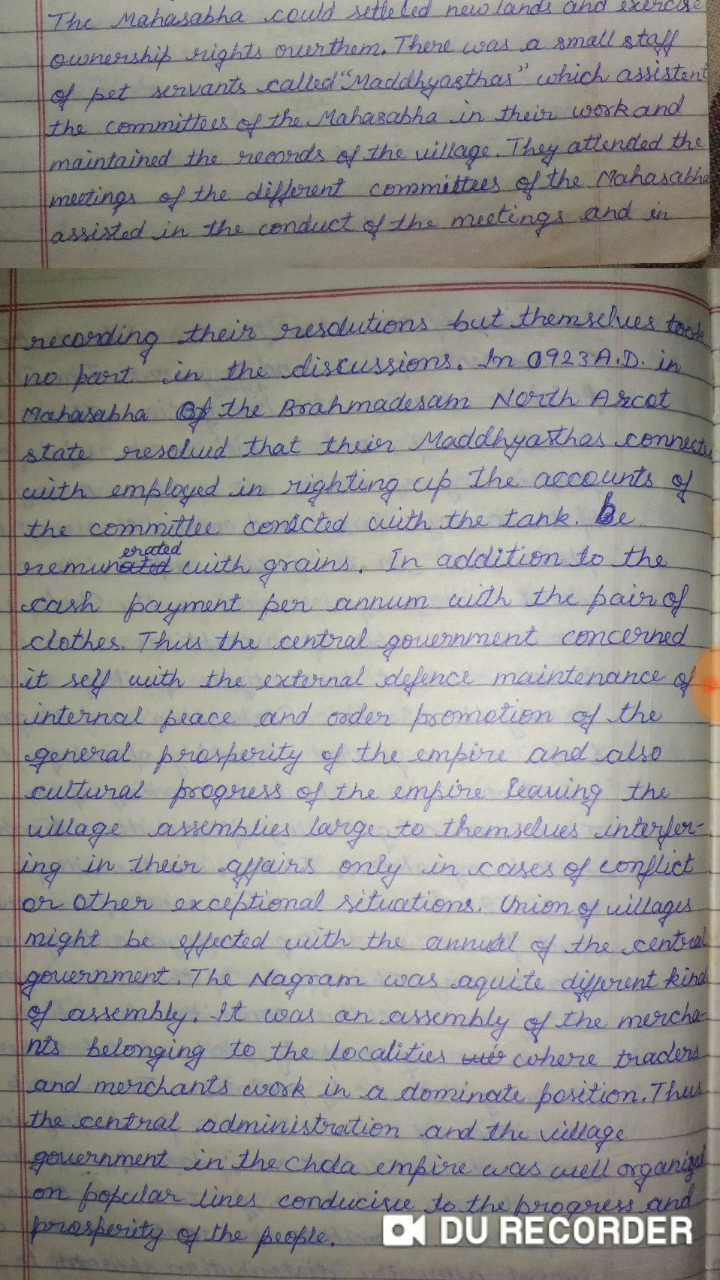 The Mahasabha could settled new lands and exercise
ownership rights over them. There was a small staff
of pet servants called "Maddhyasthas" which assistent
the committees of the Mahasabha in their work and
maintained the records of the village. They attended the
meetings of the different committees of the Mahasabha
assisted in the conduct of the meetings and in
recording their resolutions but themselves took
no part in the discussions. In 0923 A.D. in
Mahasabha Of the Brahmadesam North Arcot
state resolued that their Maddhyasthas connects
with employed in righting up the accounts of
the committee conicted with the tank. Be
remunerated with grains. In addition to the
cash payment per annum with the pair of
clothes. Thus the central government concerned
it self with the external defence maintenance of
internal peace and order promotion of the
general prosperity of the empire and also
cultural progress of the empire leaving the
village assemblies large to themselves interfer-
ing in their affairs only in cases of conflict
or other exceptional situations. Union of villages
might be effected with the of the central
government. The Nagram was aquite different kind
of assembly. It was an assembly of the mercha-
nts belonging to the localities where traders
and merchants work in a dominate position. Thus
the central administration and the village
government in the Chola empire was well organized
on popular lines conducive to the progress and
prosperity of the people.
DU RECORDER